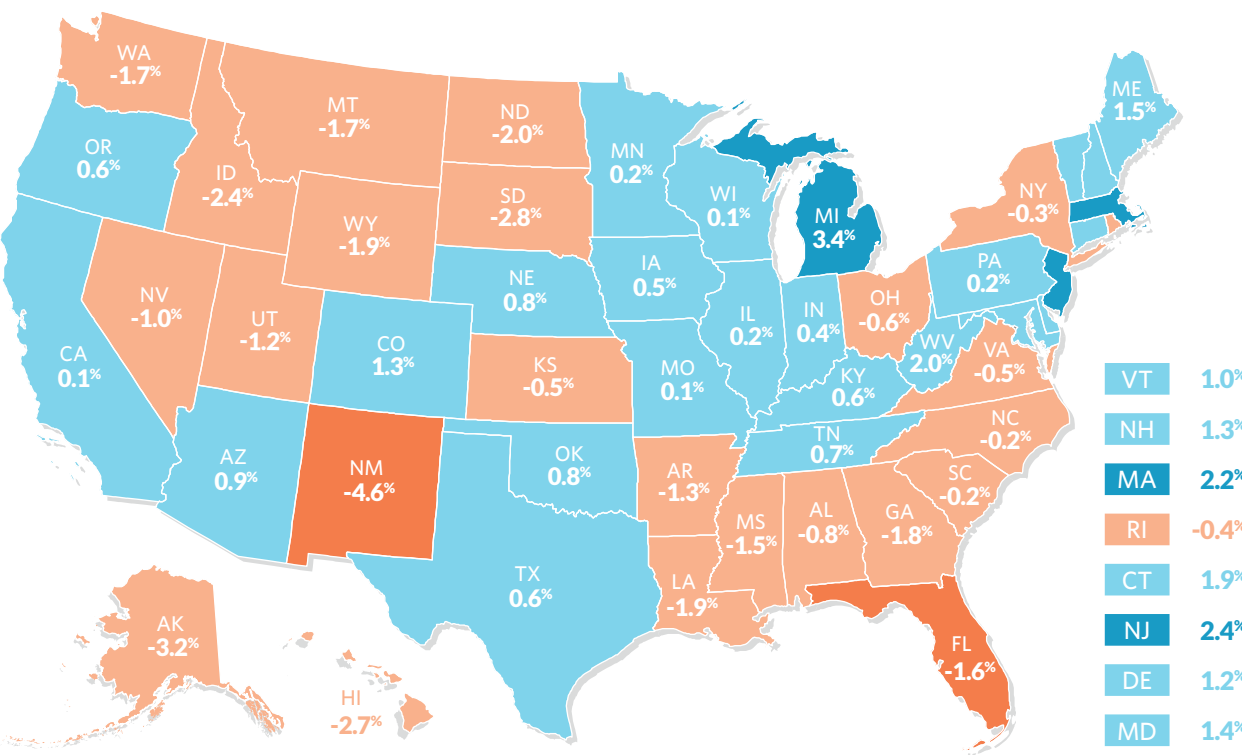 WA
-1.7%
MT
-1.7%
ND
-2.0%
MN
0.2%
ME
1.5%
OR
0.6%
ID
-2.4%
SD
-2.8%
WI
0.1%
NY
-0.3%
WY
-1.9%
MI
3.4%
NV
-1.0%
UT
-1.2%
NE
0.8%
IA
0.5%
PA
0.2%
IL
0.2%
IN
0.4%
OH
-0.6%
CA
0.1%
CO
1.3%
KS
-0.5%
MO
0.1%
KY
0.6%
WV
2.0%
VA
-0.5%
VT 1.0%
NH 1.3%
MA 2.2%
RI -0.4%
CT 1.9%
NJ 2.4%
DE 1.2%
MD 1.4%
AZ
0.9%
NM
-4.6%
OK
0.8%
AR
-1.3%
TN
0.7%
NC
-0.2%
SC
-0.2%
TX
0.6%
LA
-1.9%
MS
-1.5%
AL
-0.8%
GA
-1.8%
FL
-1.6%
AK
-3.2%
HI
-2.7%